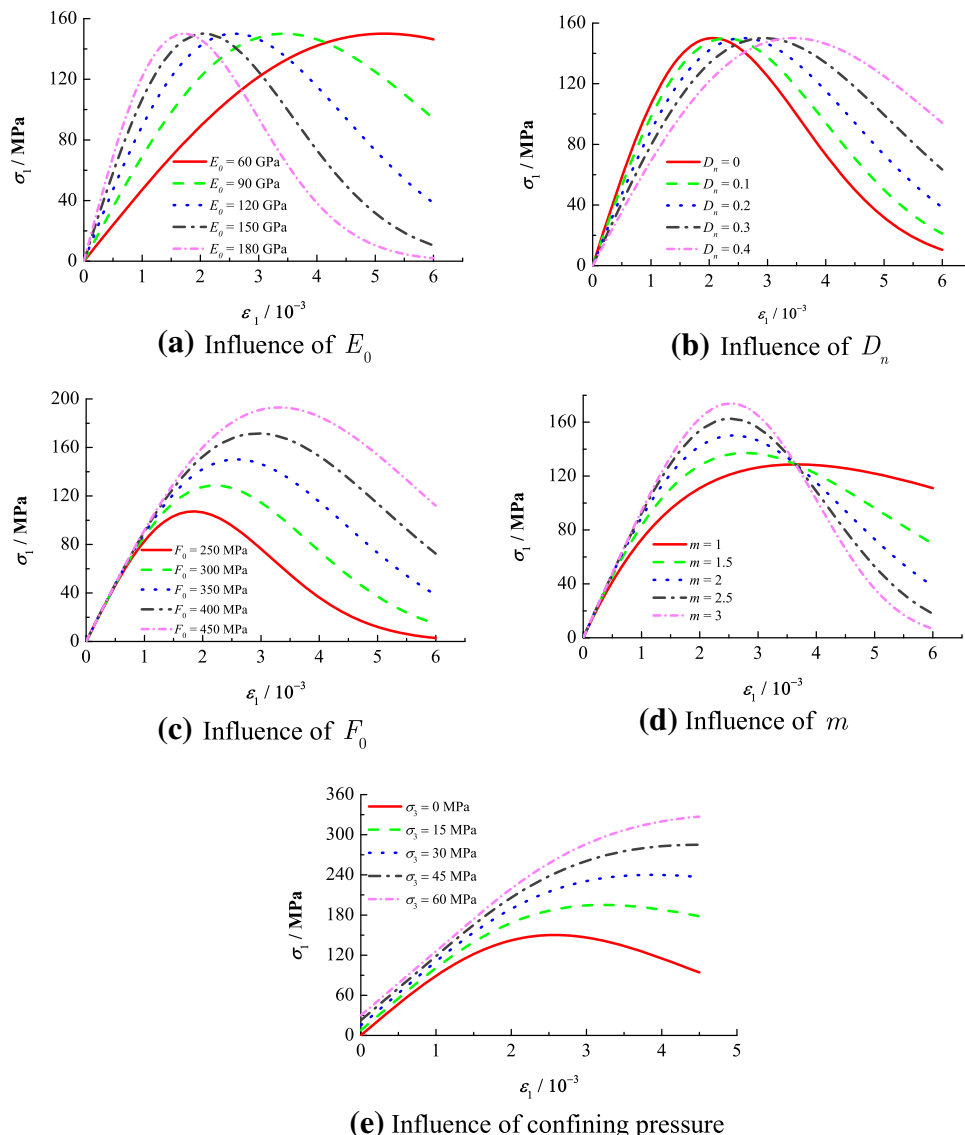 160
120
80
40
0
σ₁ / MPa
E₀ = 60 GPa
E₀ = 90 GPa
E₀ = 120 GPa
E₀ = 150 GPa
E₀ = 180 GPa
0 1 2 3 4 5 6
ε₁ / 10⁻³
(a) Influence of E₀
150
120
90
60
30
0
σ₁ / MPa
Dₙ = 0
Dₙ = 0.1
Dₙ = 0.2
Dₙ = 0.3
Dₙ = 0.4
0 1 2 3 4 5 6
ε₁ / 10⁻³
(b) Influence of Dₙ
200
160
120
80
40
0
σ₁ / MPa
F₀ = 250 MPa
F₀ = 300 MPa
F₀ = 350 MPa
F₀ = 400 MPa
F₀ = 450 MPa
0 1 2 3 4 5 6
ε₁ / 10⁻³
(c) Influence of F₀
160
120
80
40
0
σ₁ / MPa
m = 1
m = 1.5
m = 2
m = 2.5
m = 3
0 1 2 3 4 5 6
ε₁ / 10⁻³
(d) Influence of m
360
300
240
180
120
60
0
σ₁ / MPa
σ₃ = 0 MPa
σ₃ = 15 MPa
σ₃ = 30 MPa
σ₃ = 45 MPa
σ₃ = 60 MPa
0 1 2 3 4 5
ε₁ / 10⁻³
(e) Influence of confining pressure